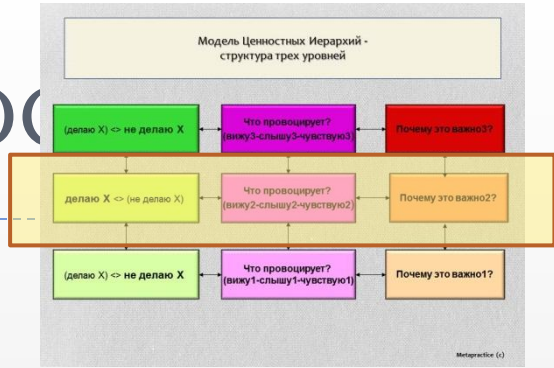 Модель Ценностных Иерархий -
структура трех уровней
(делаю X) <> не делаю X
Что провоцирует?
(вижу3-слышу3-чувствую3)
Почему это важно3?
делаю X <> (не делаю X)
Что провоцирует?
(вижу2-слышу2-чувствую2)
Почему это важно2?
(делаю X) <> не делаю X
Что провоцирует?
(вижу1-слышу1-чувствую1)
Почему это важно1?
Metapractice (c)